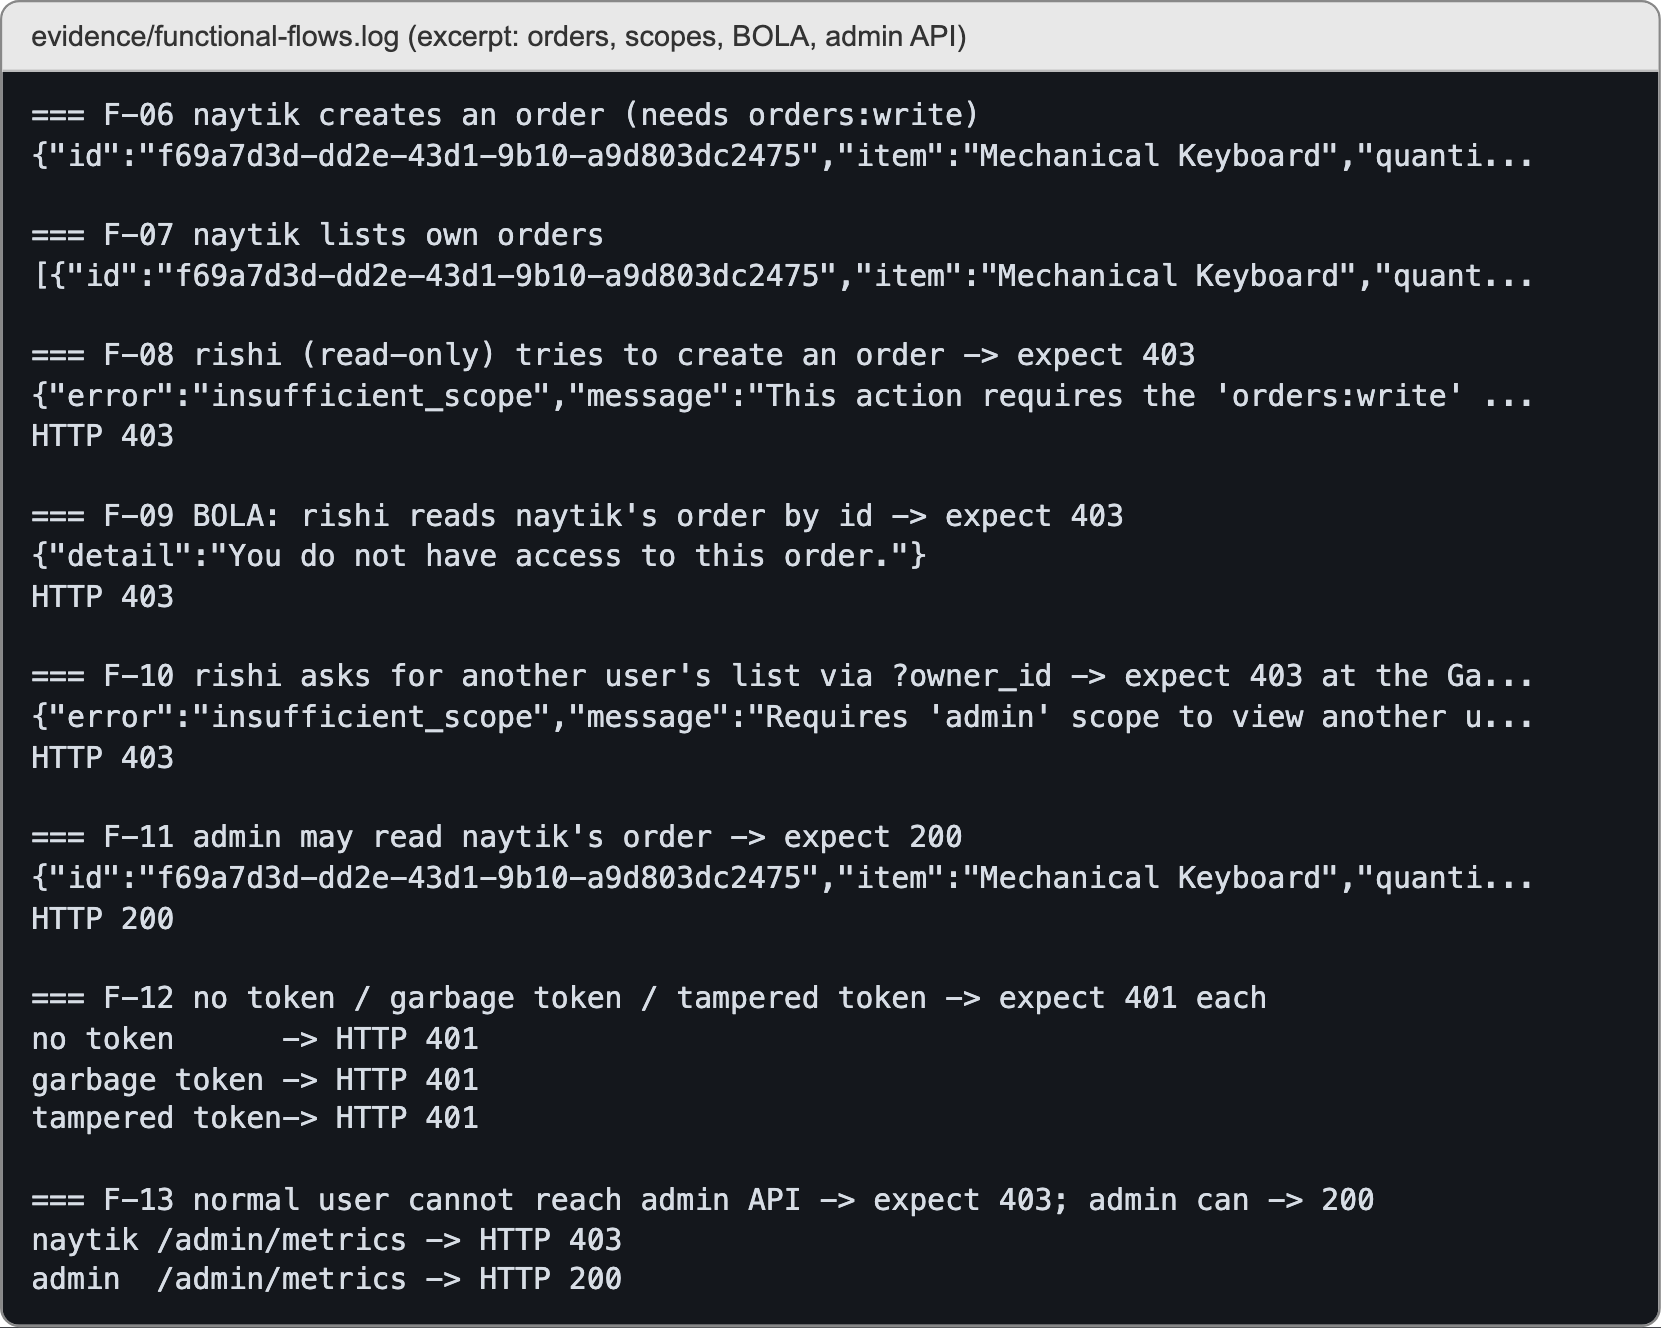 evidence/functional-flows.log (excerpt: orders, scopes, BOLA, admin API)
=== F-06 naytik creates an order (needs orders:write)
{"id":"f69a7d3d-dd2e-43d1-9b10-a9d803dc2475","item":"Mechanical Keyboard","quanti...
=== F-07 naytik lists own orders
[{"id":"f69a7d3d-dd2e-43d1-9b10-a9d803dc2475","item":"Mechanical Keyboard","quant...
=== F-08 rishi (read-only) tries to create an order -> expect 403
{"error":"insufficient_scope","message":"This action requires the 'orders:write' ...
HTTP 403
=== F-09 BOLA: rishi reads naytik's order by id -> expect 403
{"detail":"You do not have access to this order."}
HTTP 403
=== F-10 rishi asks for another user's list via ?owner_id -> expect 403 at the Ga...
{"error":"insufficient_scope","message":"Requires 'admin' scope to view another u...
HTTP 403
=== F-11 admin may read naytik's order -> expect 200
{"id":"f69a7d3d-dd2e-43d1-9b10-a9d803dc2475","item":"Mechanical Keyboard","quanti...
HTTP 200
=== F-12 no token / garbage token / tampered token -> expect 401 each
no token      -> HTTP 401
garbage token -> HTTP 401
tampered token-> HTTP 401
=== F-13 normal user cannot reach admin API -> expect 403; admin can -> 200
naytik /admin/metrics -> HTTP 403
admin  /admin/metrics -> HTTP 200